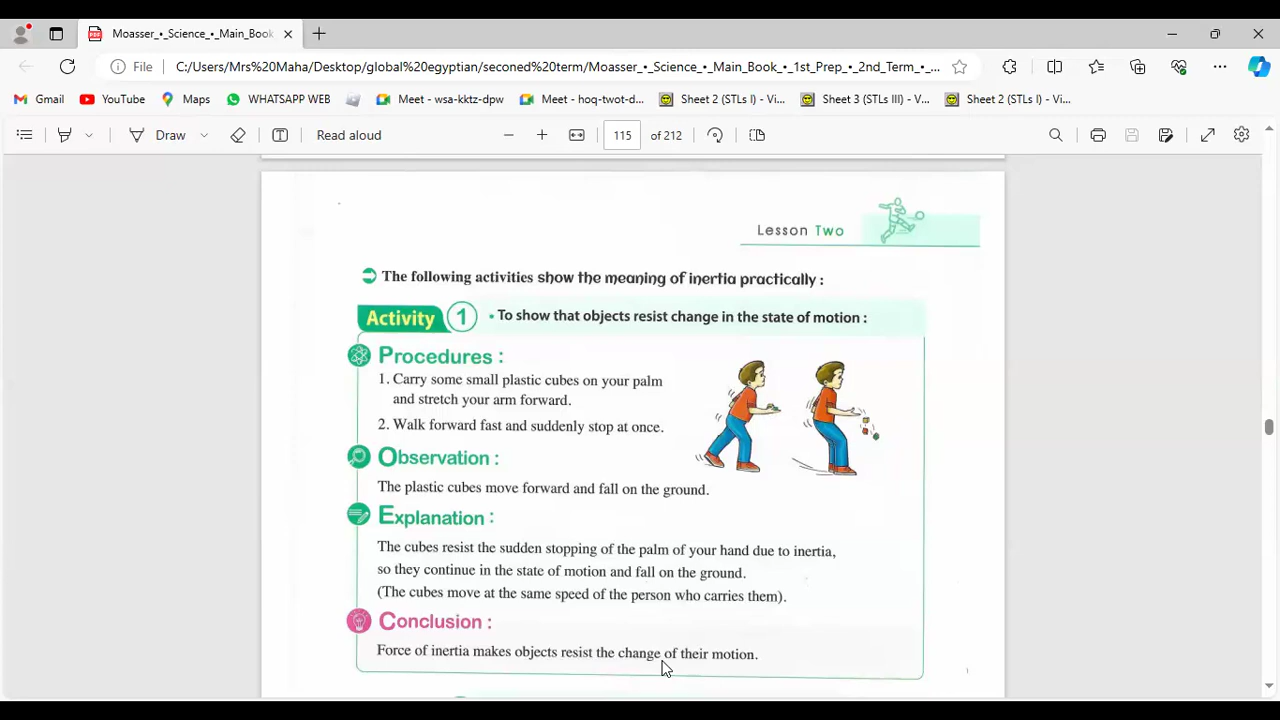 Moasser_•_Science_•_Main_Book
File
C:/Users/Mrs%20Maha/Desktop/global%20egyptian/seconed%20term/Moasser_•_Science_•_Main_Book_•_1st_Prep_•_2nd_Term_•...
Gmail
YouTube
Maps
WHATSAPP WEB
Meet - wsa-kktz-dpw
Meet - hoq-twot-d...
Sheet 2 (STLs I) - Vi...
Sheet 3 (STLs III) - V...
Sheet 2 (STLs I) - Vi...
Draw
Read aloud
115 of 212
Lesson Two
The following activities show the meaning of inertia practically :
Activity 1 • To show that objects resist change in the state of motion :
Procedures :
1. Carry some small plastic cubes on your palm
and stretch your arm forward.
2. Walk forward fast and suddenly stop at once.
Observation :
The plastic cubes move forward and fall on the ground.
Explanation :
The cubes resist the sudden stopping of the palm of your hand due to inertia,
so they continue in the state of motion and fall on the ground.
(The cubes move at the same speed of the person who carries them).
Conclusion :
Force of inertia makes objects resist the change of their motion.